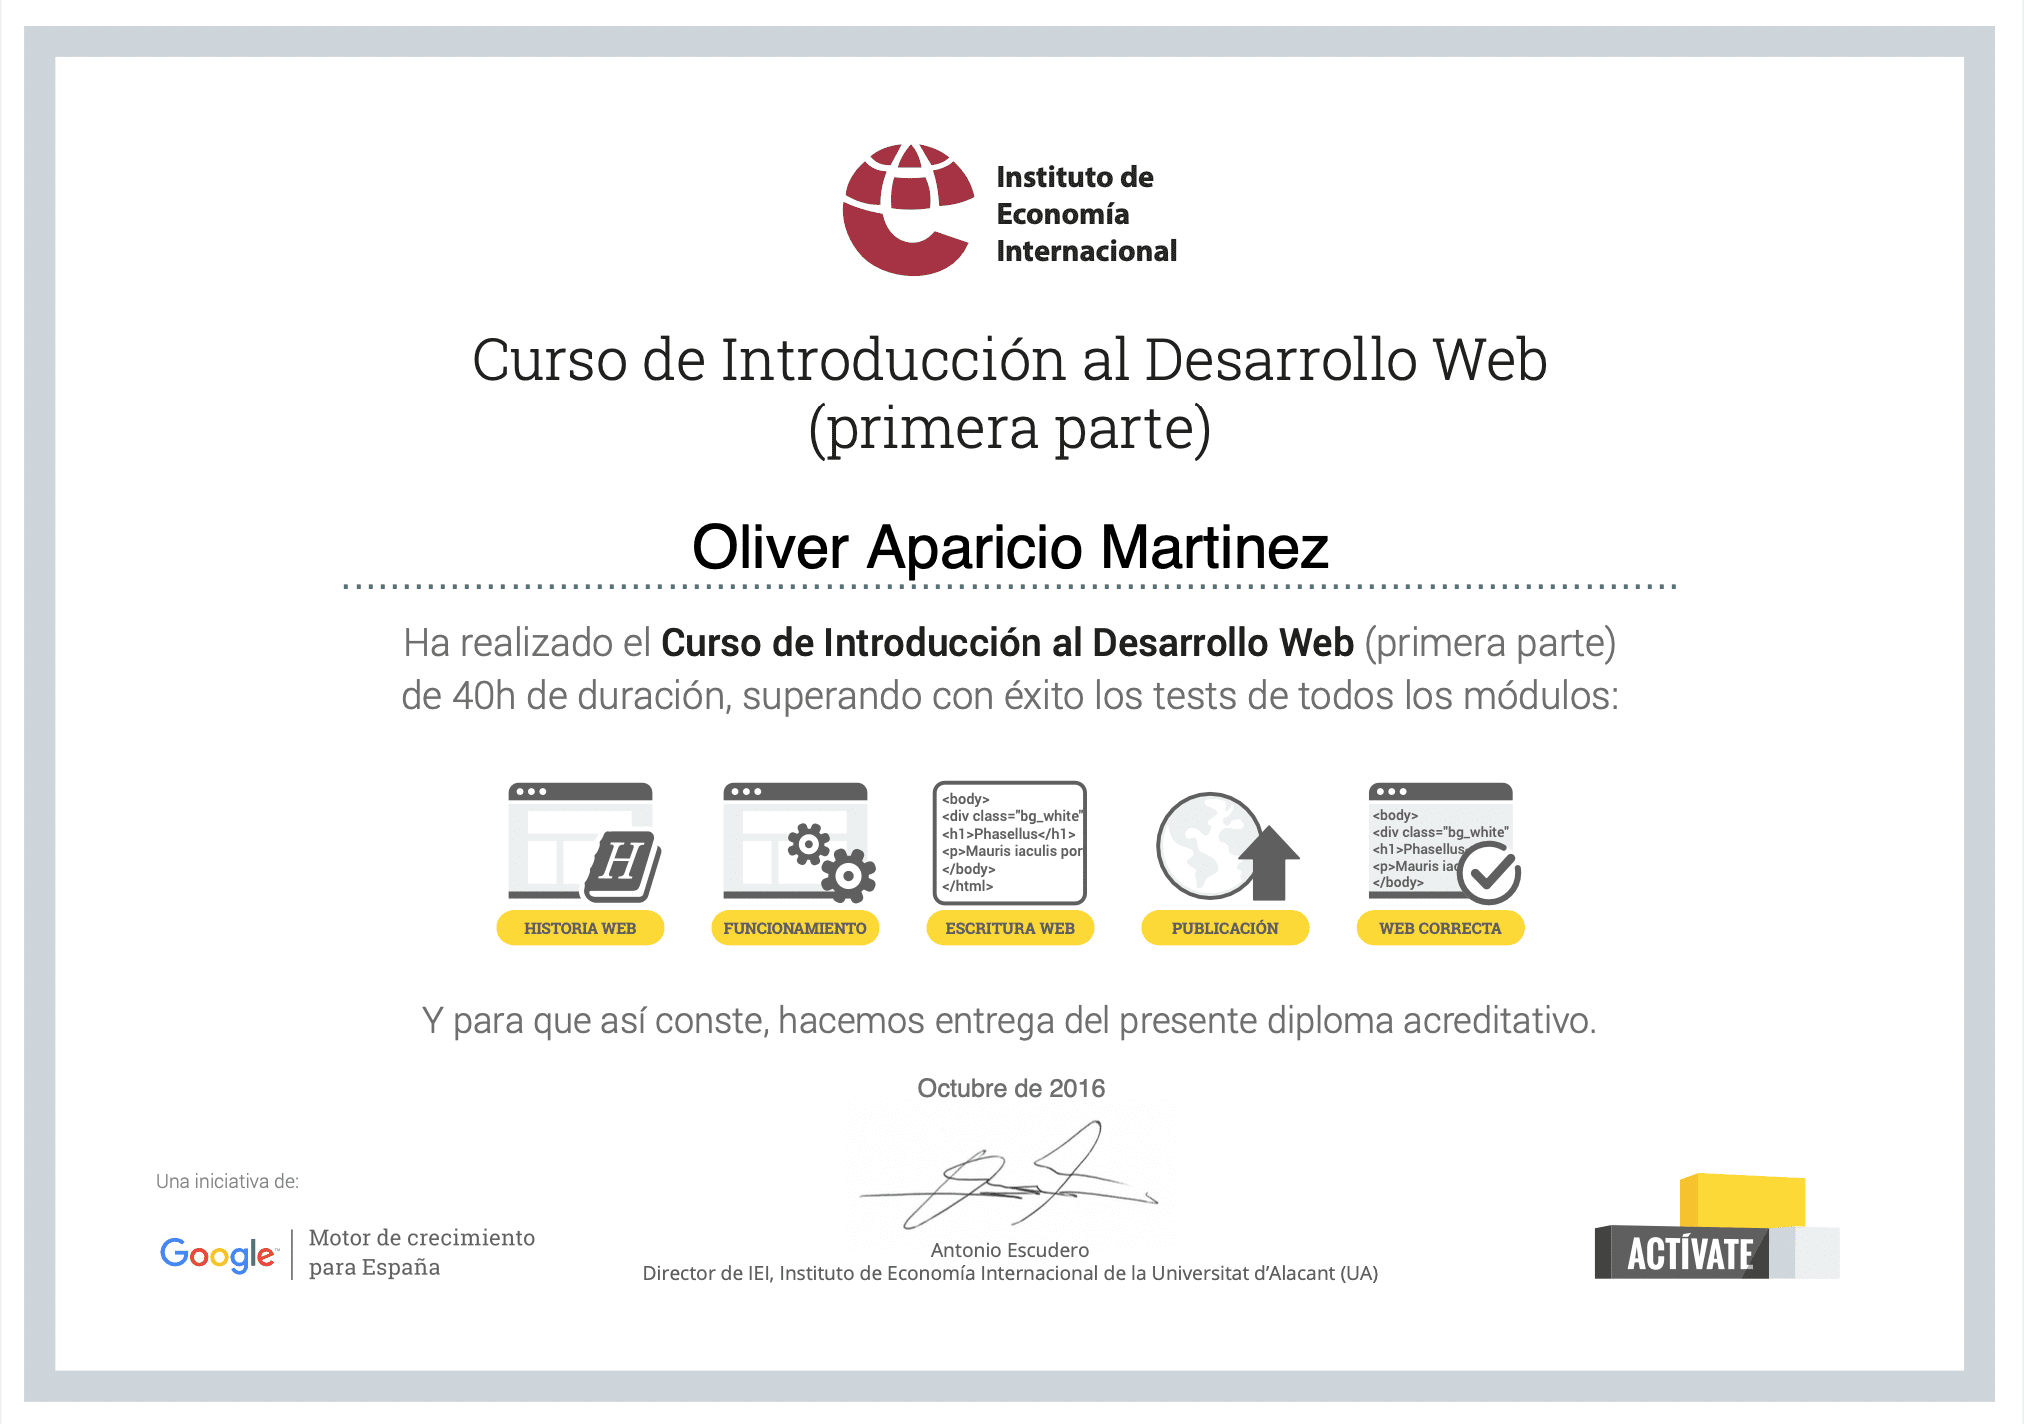 Instituto de
Economía
Internacional
Curso de Introducción al Desarrollo Web
(primera parte)
Oliver Aparicio Martinez
Ha realizado el Curso de Introducción al Desarrollo Web (primera parte)
de 40h de duración, superando con éxito los tests de todos los módulos:
H
HISTORIA WEB
FUNCIONAMIENTO
<body>
<div class="bg_white"
<h1>Phasellus</h1>
<p>Mauris iaculis por
</body>
</html>
ESCRITURA WEB
PUBLICACIÓN
<body>
<div class="bg_white"
<h1>Phasellus
<p>Mauris iac
</body>
WEB CORRECTA
Y para que así conste, hacemos entrega del presente diploma acreditativo.
Octubre de 2016
Una iniciativa de:
Google™
Motor de crecimiento
para España
Antonio Escudero
Director de IEI, Instituto de Economía Internacional de la Universitat d’Alacant (UA)
ACTÍVATE